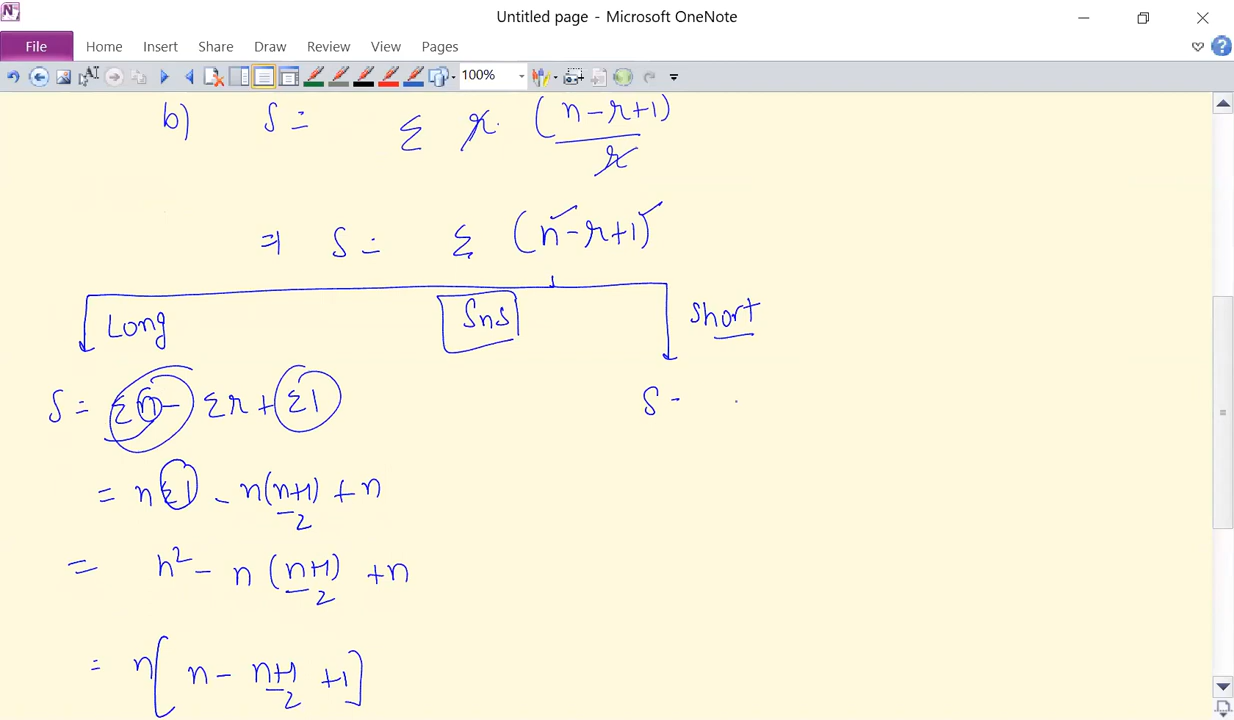 Untitled page - Microsoft OneNote
File Home Insert Share Draw Review View Pages
100%
b) S = Σ r. (n-r+1)/r
⇒ S = Σ (n-r+1)
Long SnS Short
S = Σn - Σr + Σ1
S =
= nΣ1 - n(n+1)/2 + n
= n² - n(n+1)/2 + n
= n[n - n+1/2 +1]